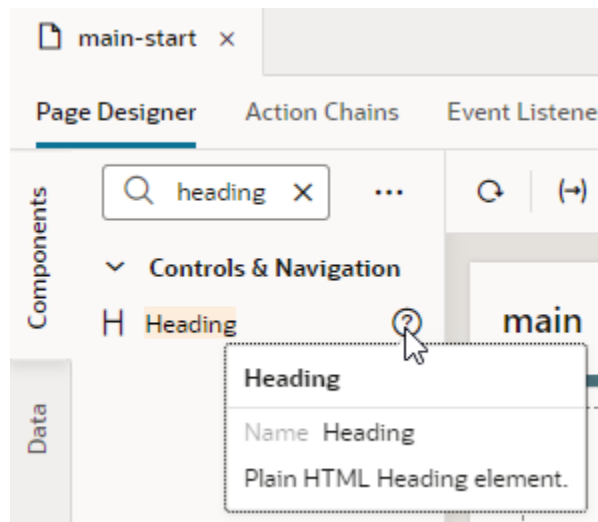 main-start ×
Page Designer Action Chains Event Listene
Components
Data
heading × ...
Controls & Navigation
H Heading ?
main
Heading
Name Heading
Plain HTML Heading element.